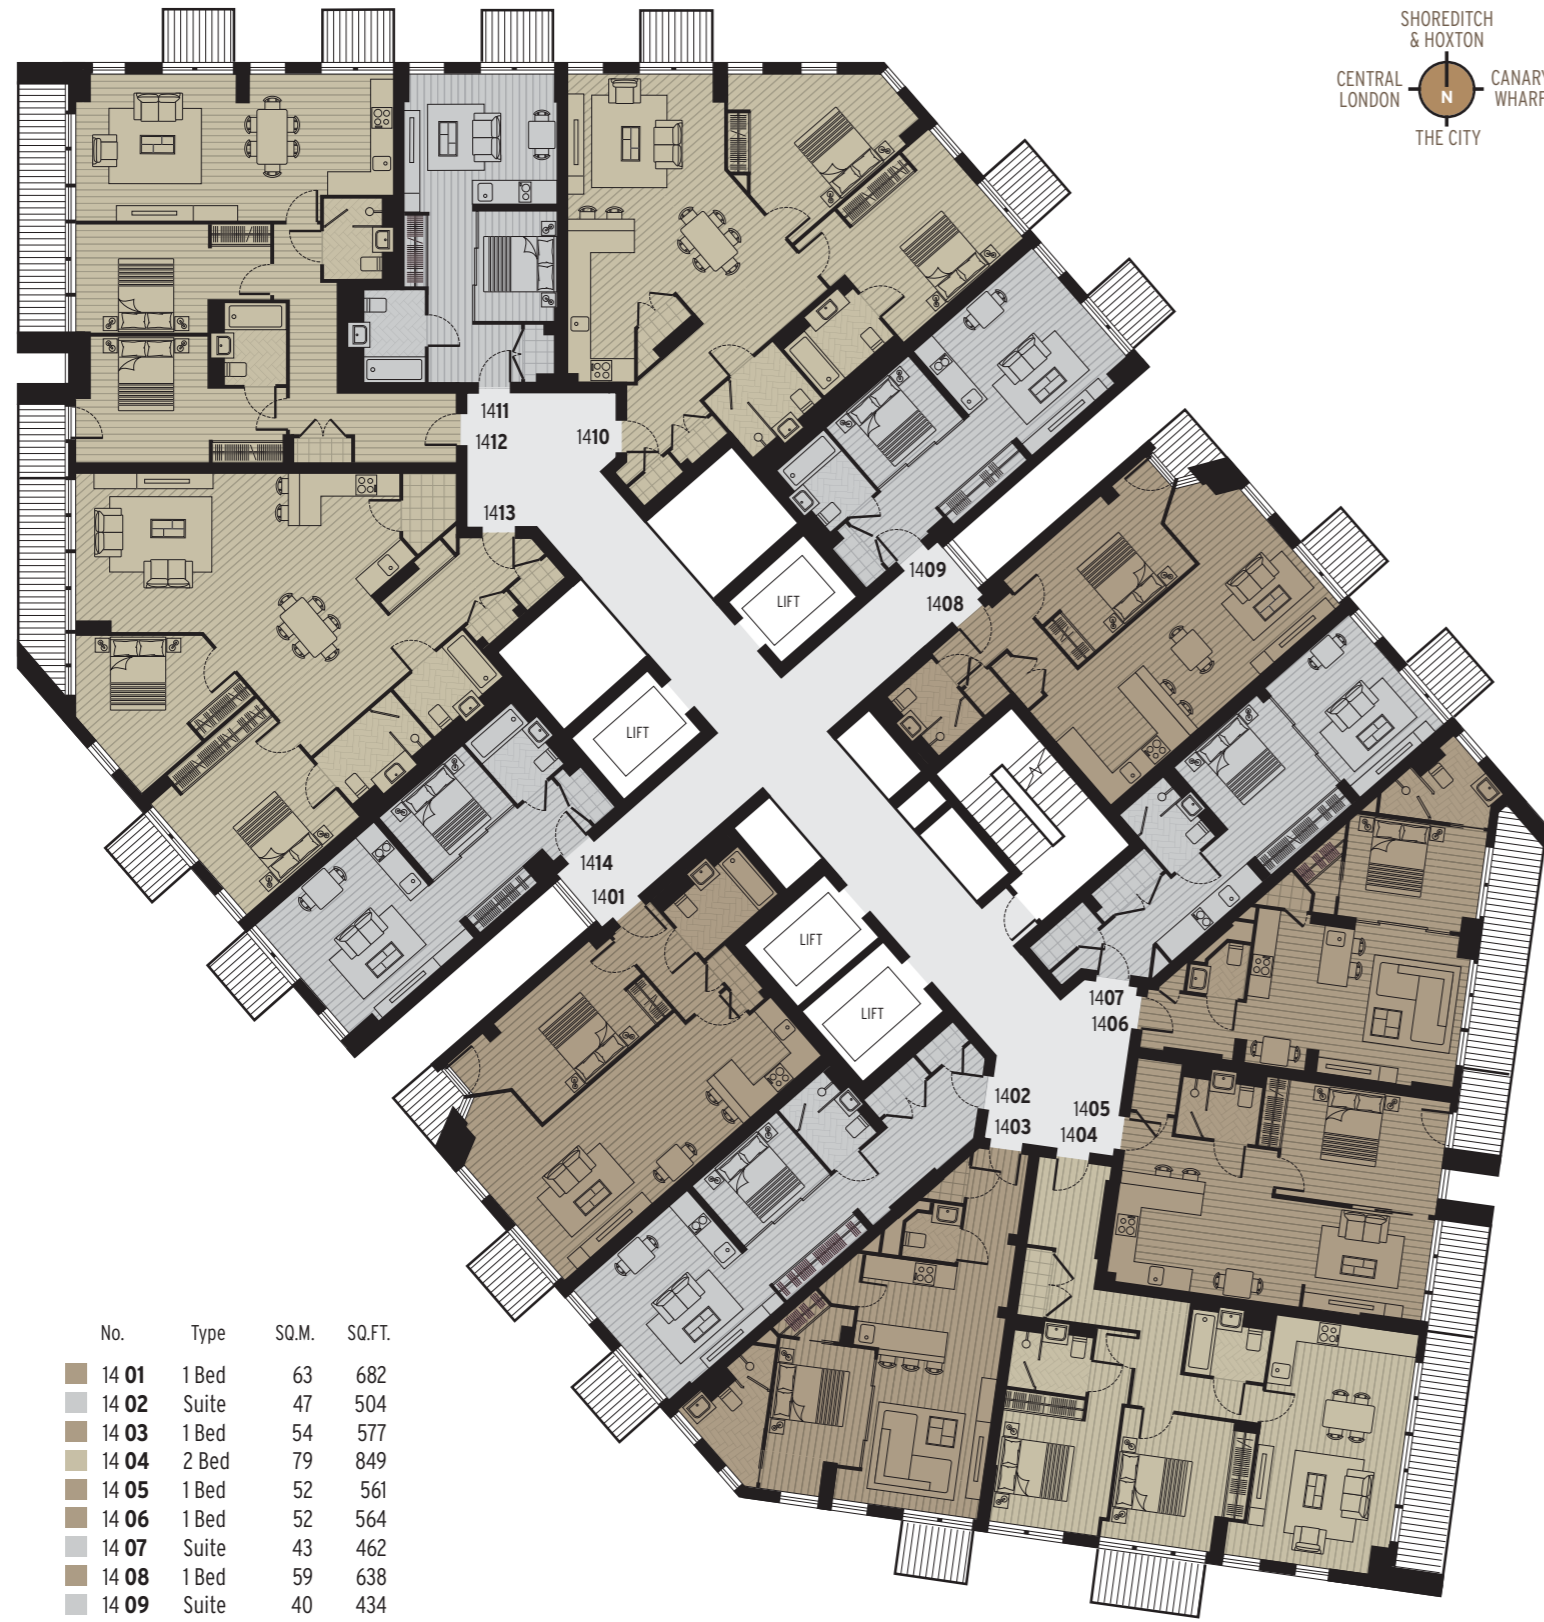 SHOREDITCH
& HOXTON
CENTRAL
LONDON
N
CANARY
WHARF
THE CITY
1411
1412
1410
1413
1409
1408
LIFT
LIFT
1414
1401
LIFT
LIFT
1407
1406
1402
1405
1403
1404
No. Type SQ.M. SQ.FT.
14 01 1 Bed 63 682
14 02 Suite 47 504
14 03 1 Bed 54 577
14 04 2 Bed 79 849
14 05 1 Bed 52 561
14 06 1 Bed 52 564
14 07 Suite 43 462
14 08 1 Bed 59 638
14 09 Suite 40 434